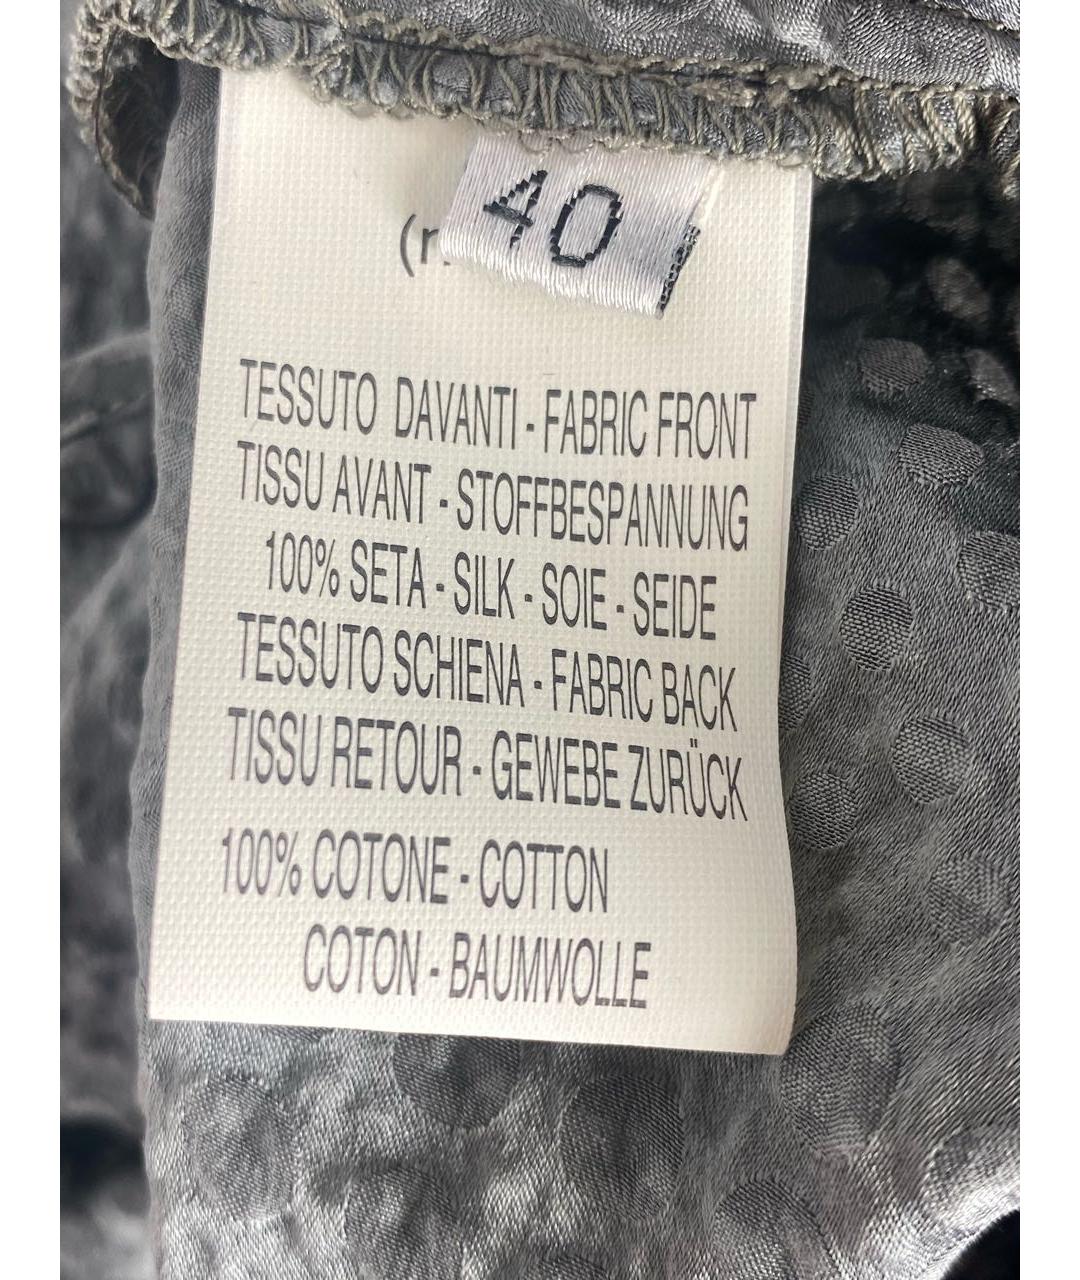 40
TESSUTO DAVANTI - FABRIC FRONT
TISSU AVANT - STOFFBESPANNUNG
100% SETA - SILK - SOIE - SEIDE
TESSUTO SCHIENA - FABRIC BACK
TISSU RETOUR - GEWEBE ZURÜCK
100% COTONE - COTTON
COTON - BAUMWOLLE